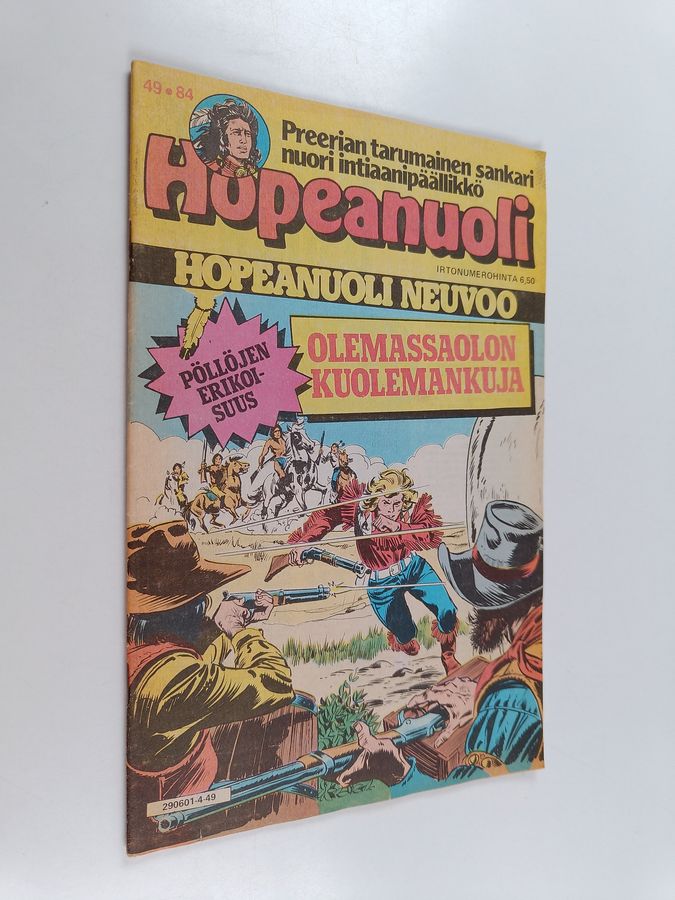 49•84
Preerian tarumainen sankari
nuori intiaanipäällikkö
Hopeanuoli
IRTONUMEROHINTA 6,50
HOPEANUOLI NEUVOO
PÖLLÖJEN
ERIKOI-
SUUS
OLEMASSAOLON
KUOLEMANKUJA
290601-4-49